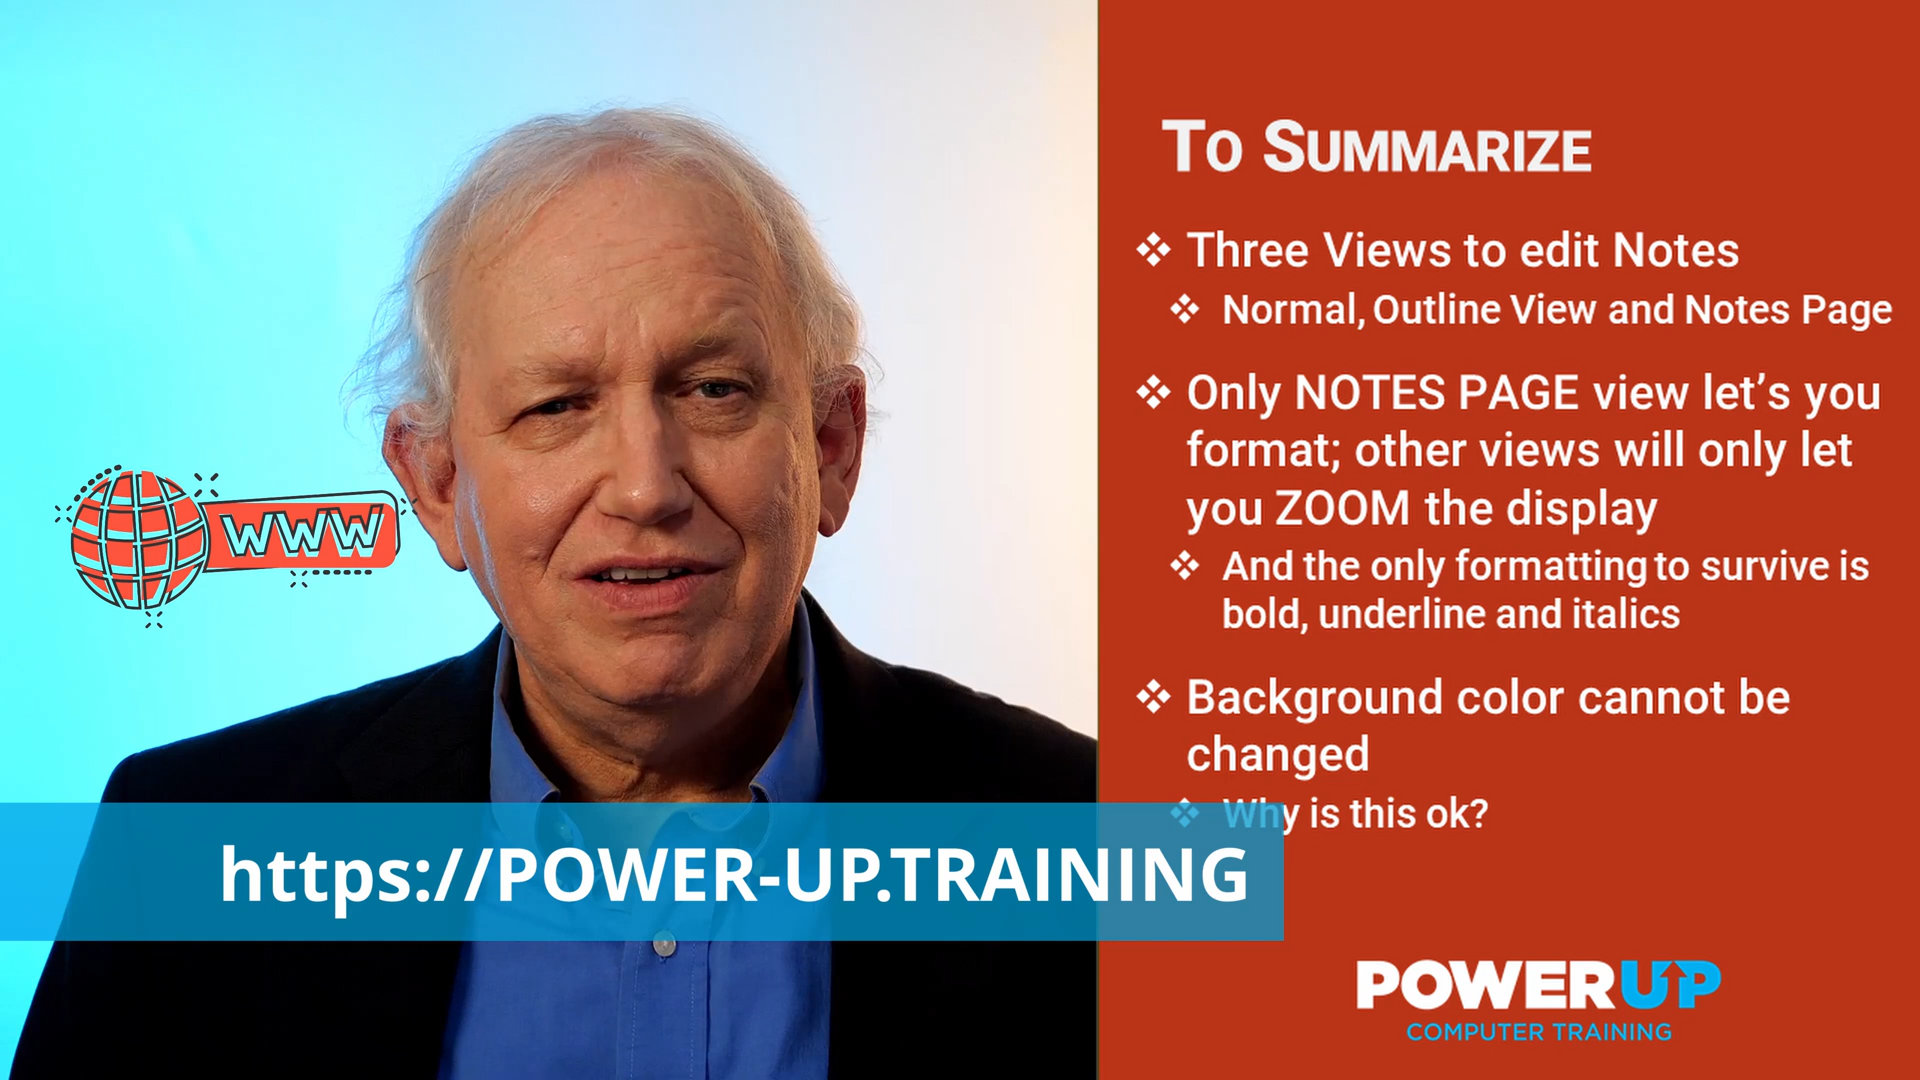 TO SUMMARIZE
❖ Three Views to edit Notes
❖ Normal, Outline View and Notes Page
❖ Only NOTES PAGE view let’s you
format; other views will only let
you ZOOM the display
❖ And the only formatting to survive is
bold, underline and italics
❖ Background color cannot be
changed
❖ Why is this ok?
WWW
https://POWER-UP.TRAINING
POWERUP
COMPUTER TRAINING